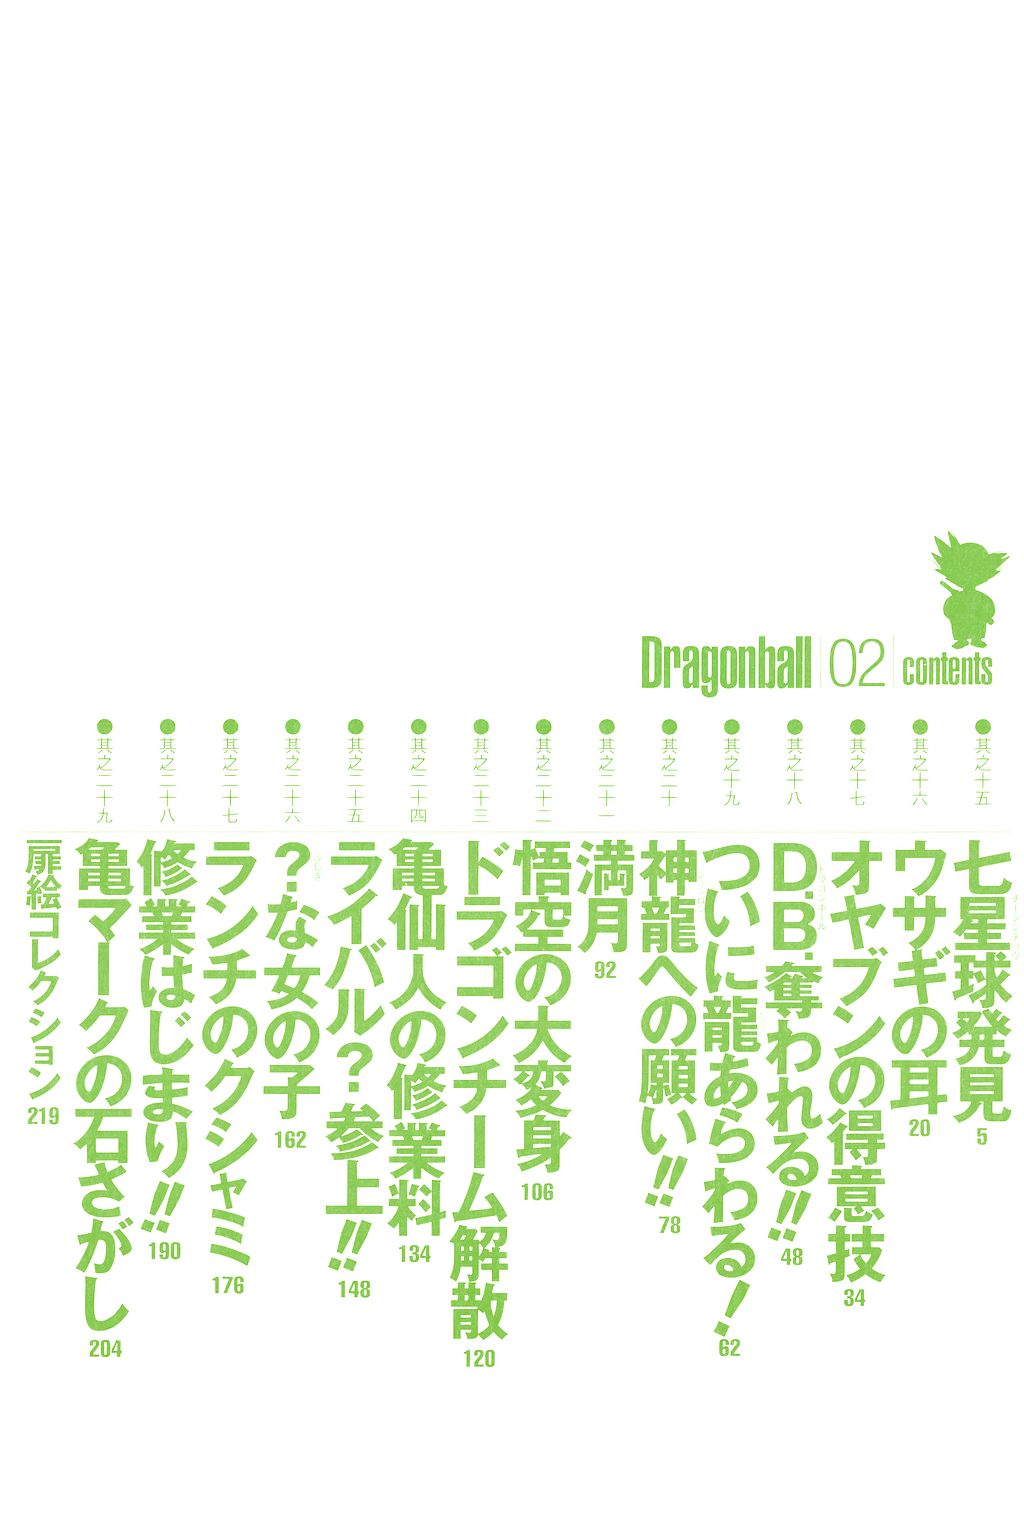 Dragonball 02 contents
其之十五
七星球発見
5
其之十六
ウサギの耳
20
其之十七
オヤブンの得意技
34
其之十八
D.B.奪われる!!
ドラゴンボール
48
其之十九
ついに龍あらわる!
62
其之二十
神龍への願い!!
78
其之二十一
満月
92
其之二十二
悟空の大変身
106
其之二十三
ドラゴンチーム解散
120
其之二十四
亀仙人の修業料
134
其之二十五
ライバル?参上!!
148
其之二十六
?な女の子
162
其之二十七
ランチのクシャミ
176
其之二十八
修業はじまり!!
190
其之二十九
亀マークの石さがし
204
扉絵コレクション
219